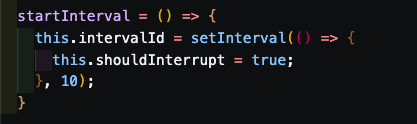 startInterval = () => {
  this.intervalId = setInterval(() => {
    this.shouldInterrupt = true;
  }, 10);
}